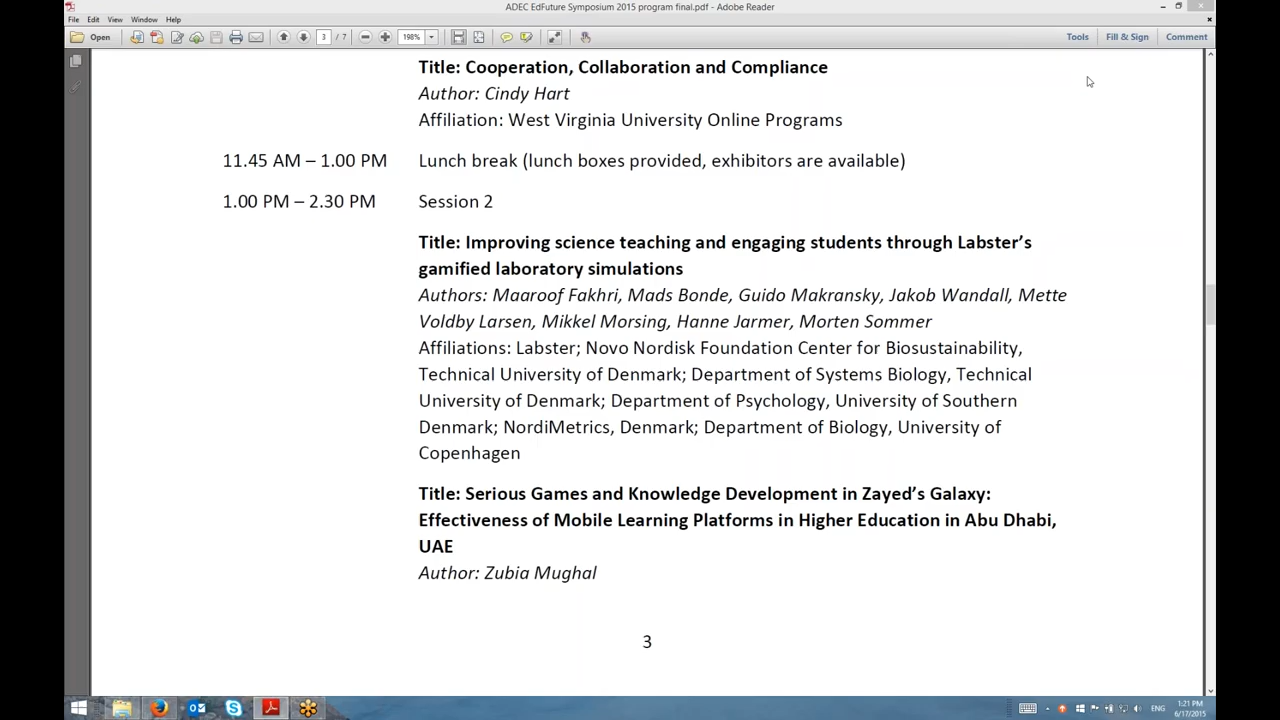 ADEC EdFuture Symposium 2015 program final.pdf - Adobe Reader
File Edit View Window Help
Open 3 / 7 198% Tools Fill & Sign Comment
Title: Cooperation, Collaboration and Compliance
Author: Cindy Hart
Affiliation: West Virginia University Online Programs
11.45 AM – 1.00 PM Lunch break (lunch boxes provided, exhibitors are available)
1.00 PM – 2.30 PM Session 2
Title: Improving science teaching and engaging students through Labster’s
gamified laboratory simulations
Authors: Maaroof Fakhri, Mads Bonde, Guido Makransky, Jakob Wandall, Mette
Voldby Larsen, Mikkel Morsing, Hanne Jarmer, Morten Sommer
Affiliations: Labster; Novo Nordisk Foundation Center for Biosustainability,
Technical University of Denmark; Department of Systems Biology, Technical
University of Denmark; Department of Psychology, University of Southern
Denmark; NordiMetrics, Denmark; Department of Biology, University of
Copenhagen
Title: Serious Games and Knowledge Development in Zayed’s Galaxy:
Effectiveness of Mobile Learning Platforms in Higher Education in Abu Dhabi,
UAE
Author: Zubia Mughal
3
ENG 1:21 PM
6/17/2015